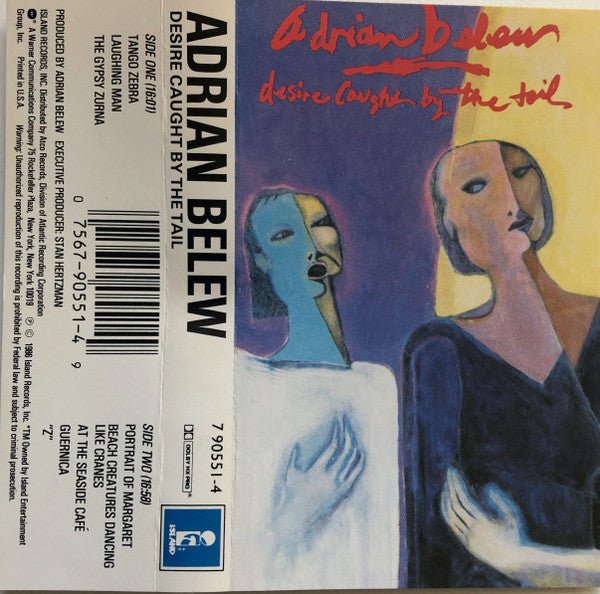 SIDE ONE (16:01)
TANGO ZEBRA
LAUGHING MAN
THE GYPSY ZURNA
PRODUCED BY ADRIAN BELEW EXECUTIVE PRODUCER: STAN HERTZMAN
ISLAND RECORDS, INC. Distributed by Atco Records, Division of Atlantic Recording Corporation
A Warner Communications Company 75 Rockefeller Plaza, New York, New York 10019 ℗ © 1986 Island Records, Inc. *TM Owned by Island Entertainment
Group, Inc. Printed in U.S.A. Warning: Unauthorized reproduction of this recording is prohibited by Federal law and subject to criminal prosecution.
0 7567-90551-4 9
SIDE TWO (16:58)
PORTRAIT OF MARGARET
BEACH CREATURES DANCING
LIKE CRANES
AT THE SEASIDE CAFÉ
GUERNICA
"Z"
ADRIAN BELEW
DESIRE CAUGHT BY THE TAIL
7 90551-4
DOLBY HX PRO
ISLAND
adrian belew
desire caught by the tail